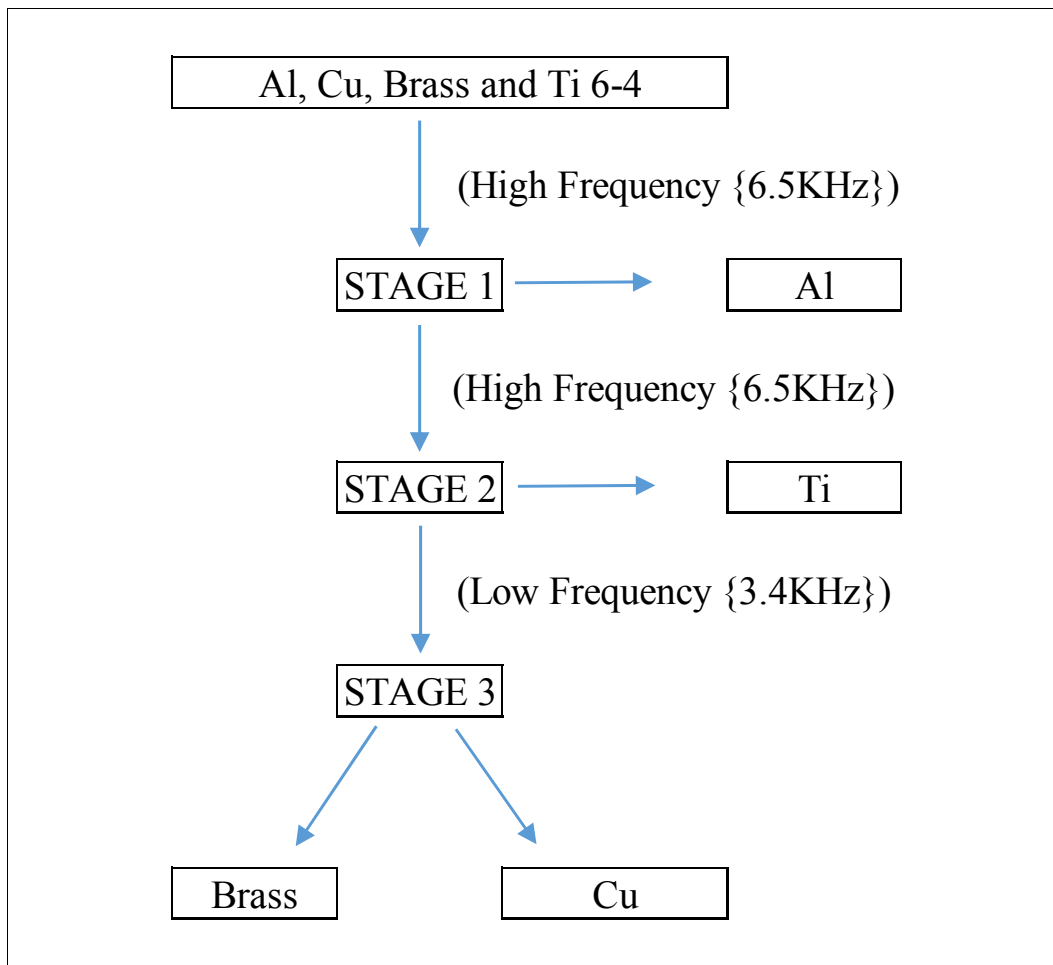 Al, Cu, Brass and Ti 6-4
(High Frequency {6.5KHz})
STAGE 1
Al
(High Frequency {6.5KHz})
STAGE 2
Ti
(Low Frequency {3.4KHz})
STAGE 3
Brass
Cu